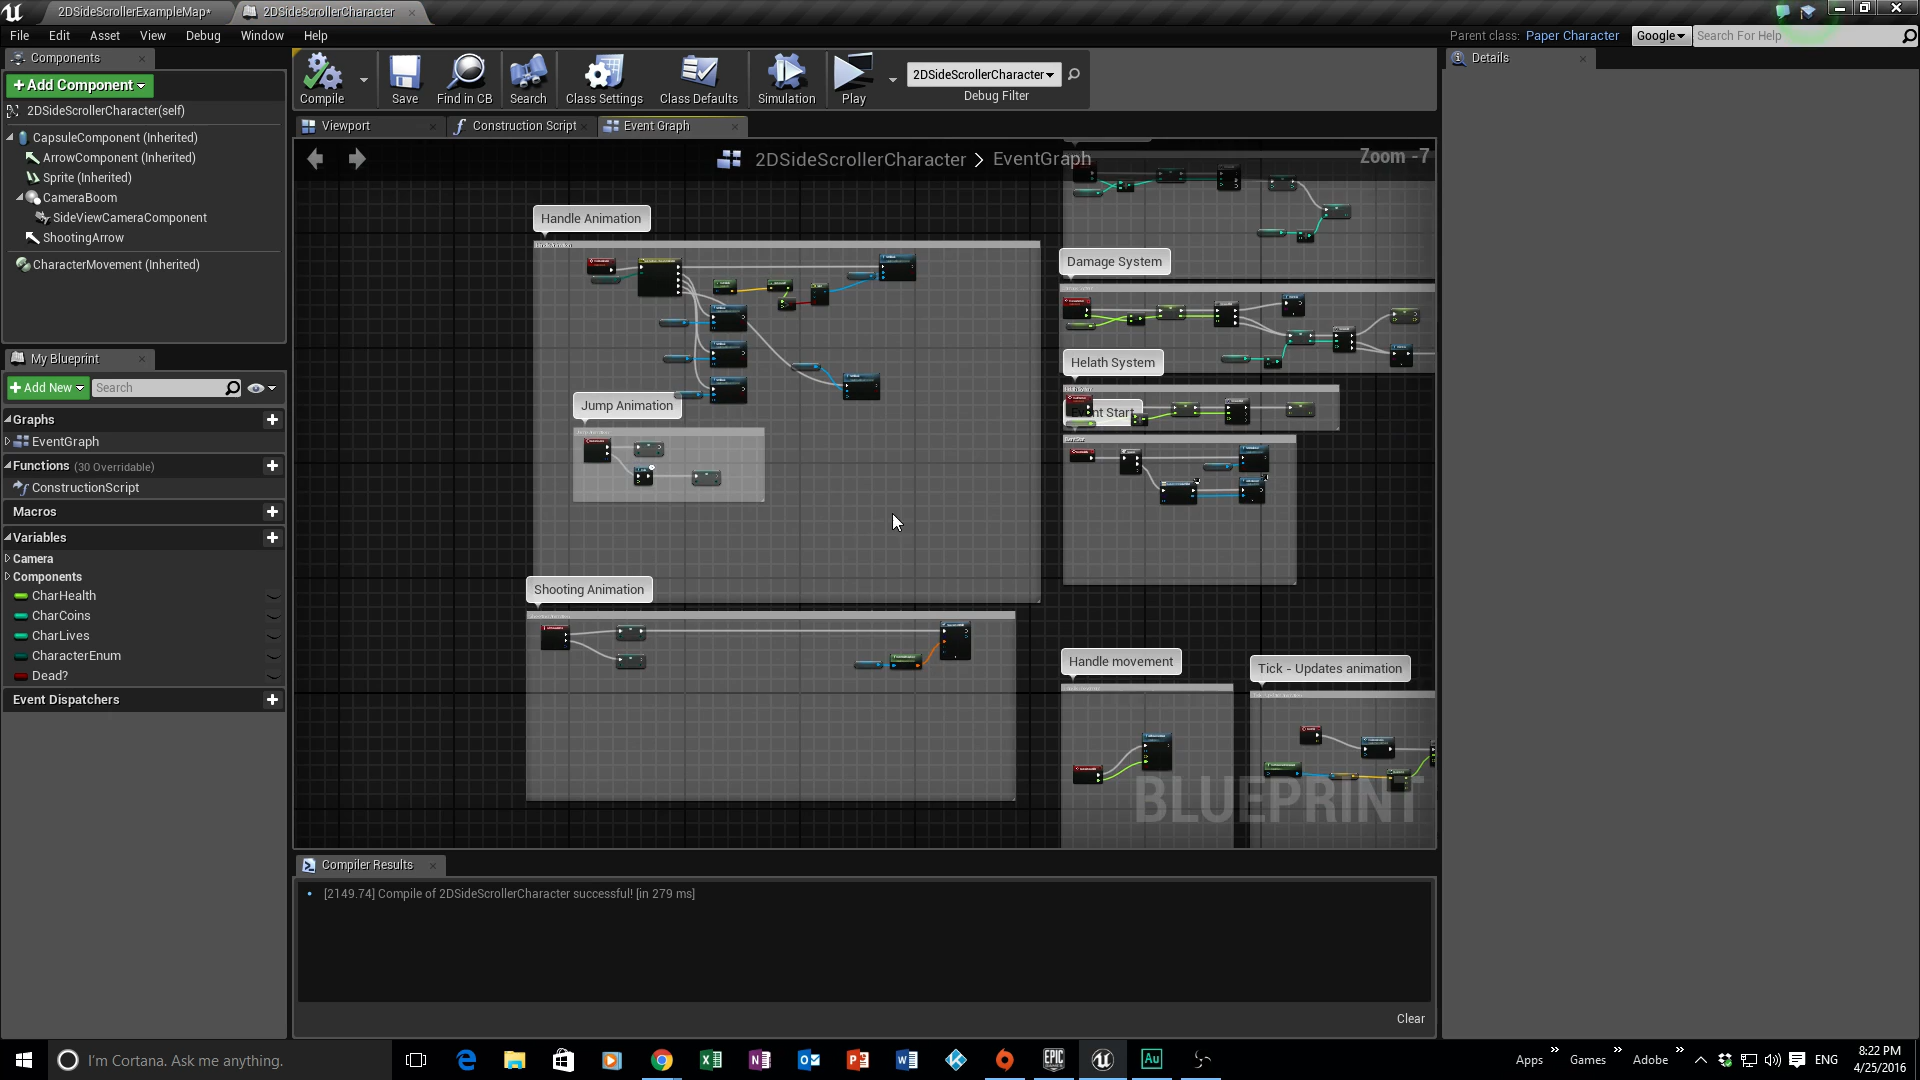 2DSideScrollerExampleMap*
2DSideScrollerCharacter
File Edit Asset View Debug Window Help
Parent class: Paper Character Google Search For Help
Components
Add Component
2DSideScrollerCharacter(self)
CapsuleComponent (Inherited)
ArrowComponent (Inherited)
Sprite (Inherited)
CameraBoom
SideViewCameraComponent
ShootingArrow
CharacterMovement (Inherited)
My Blueprint
Add New Search
Graphs
EventGraph
Functions (30 Overridable)
ConstructionScript
Macros
Variables
Camera
Components
CharHealth
CharCoins
CharLives
CharacterEnum
Dead?
Event Dispatchers
Compile Save Find in CB Search Class Settings Class Defaults Simulation Play
2DSideScrollerCharacter
Debug Filter
Viewport Construction Script Event Graph
2DSideScrollerCharacter > EventGraph
Zoom -7
Handle Animation
Jump Animation
Shooting Animation
Damage System
Helath System
Event Start
Handle movement
Tick - Updates animation
BLUEPRINT
Compiler Results
[2149.74] Compile of 2DSideScrollerCharacter successful! [in 279 ms]
Clear
Details
I'm Cortana. Ask me anything.
EPIC GAMES
Au
Apps Games Adobe
ENG
8:22 PM
4/25/2016